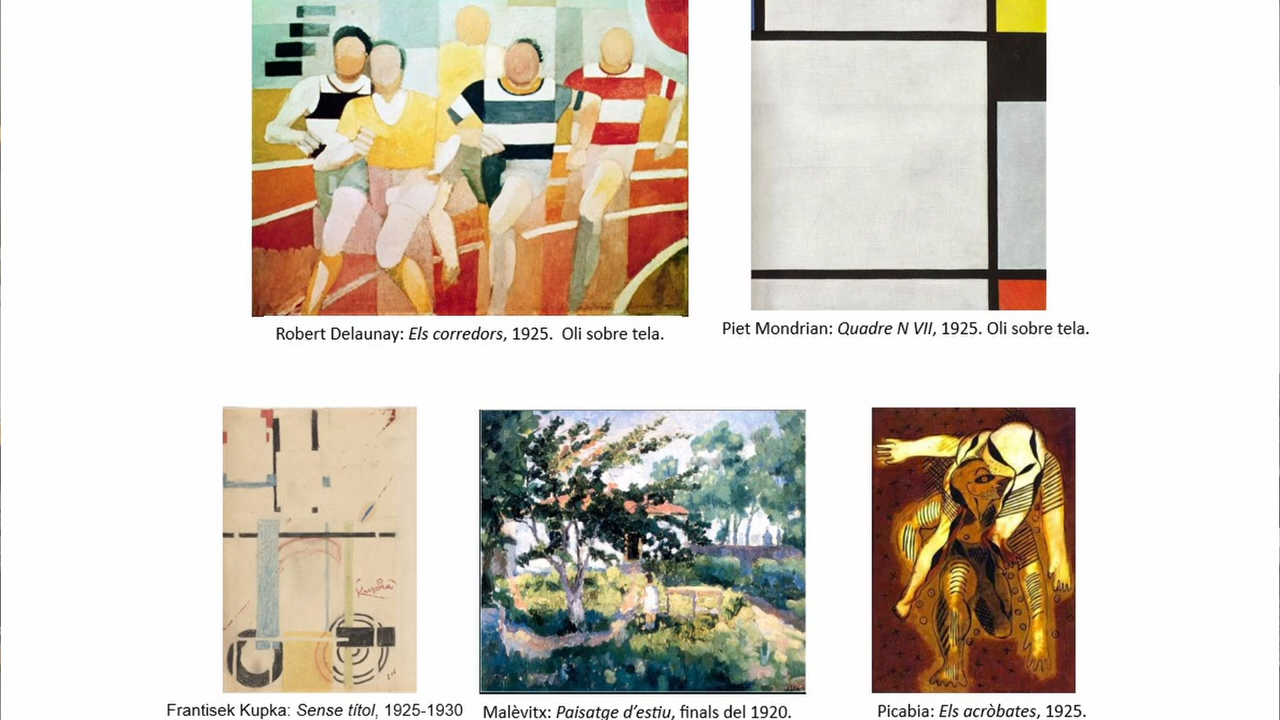 Robert Delaunay: Els corredors, 1925.  Oli sobre tela.
Piet Mondrian: Quadre N VII, 1925. Oli sobre tela.
Kupka
Frantisek Kupka: Sense títol, 1925-1930
Malèvitx: Paisatge d’estiu, finals del 1920.
Picabia: Els acròbates, 1925.